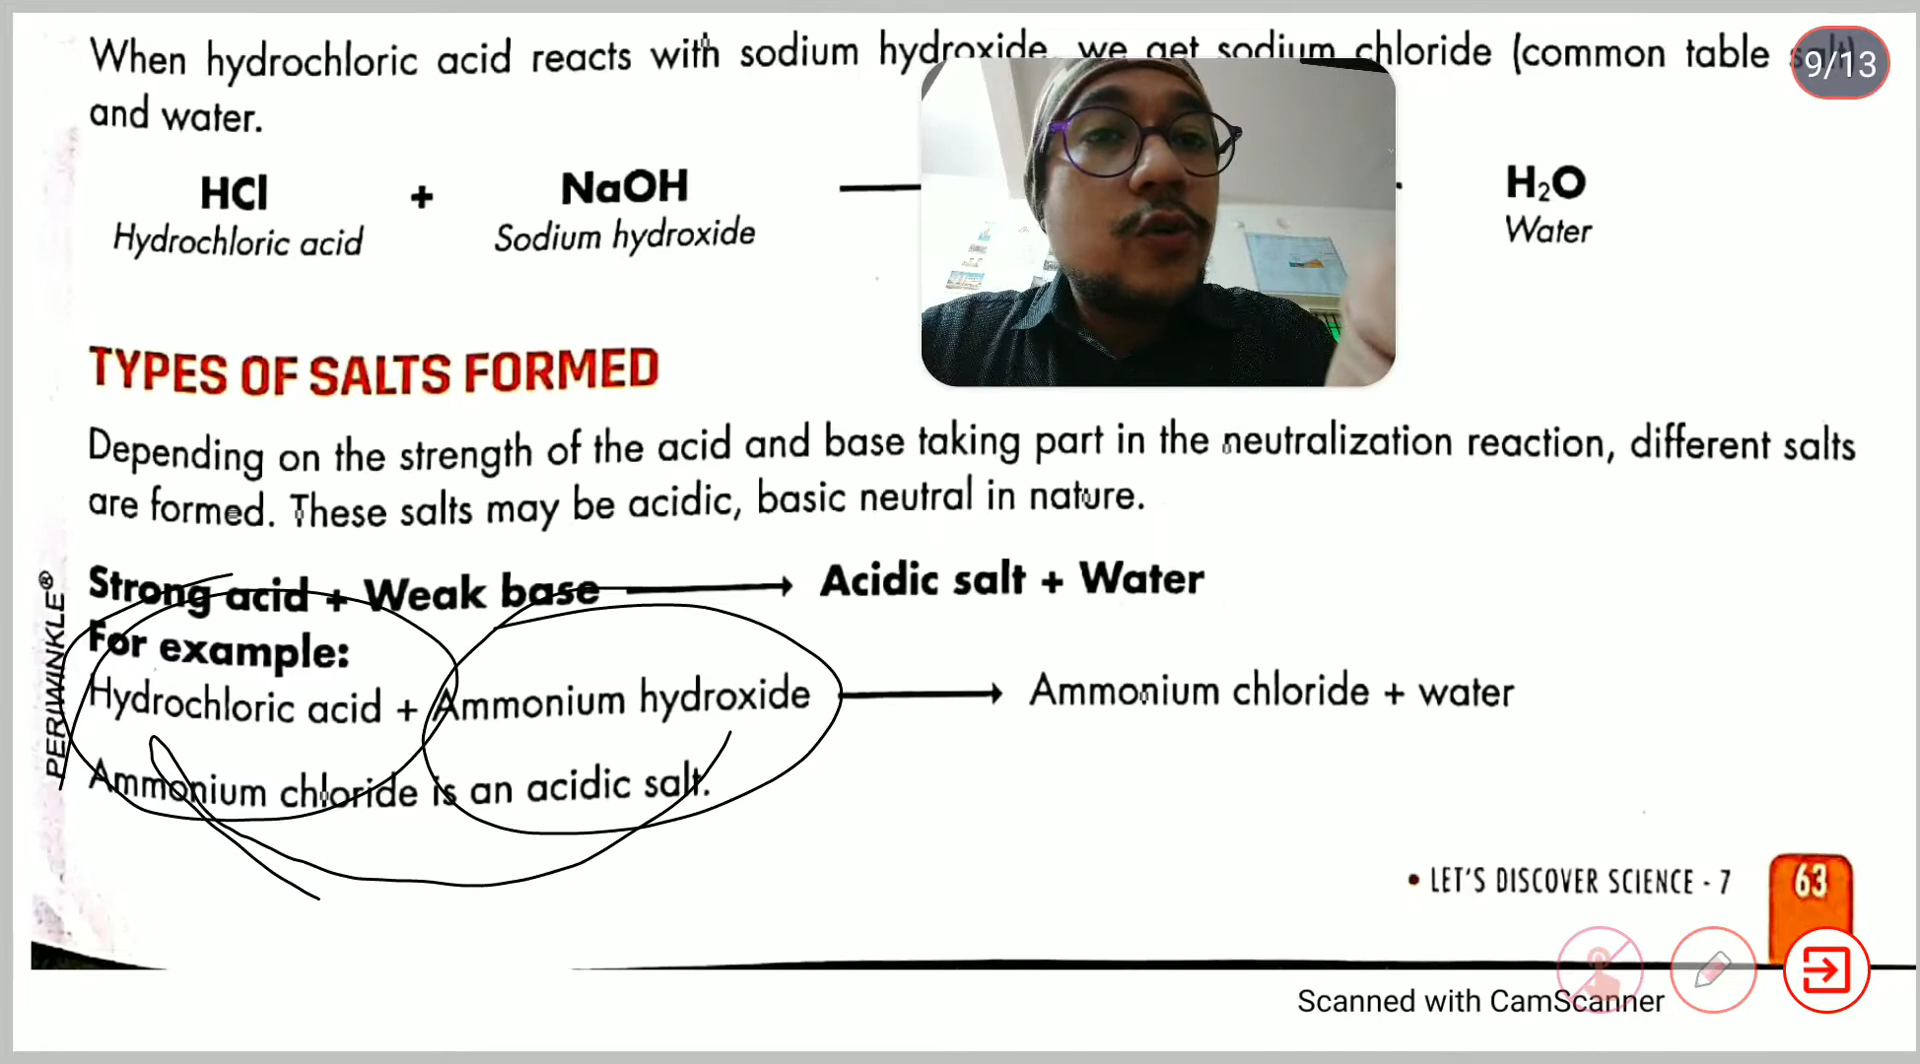 When hydrochloric acid reacts with sodium hydroxide, we get sodium chloride (common table salt)
9/13
and water.
HCl + NaOH H₂O
Hydrochloric acid Sodium hydroxide Water
TYPES OF SALTS FORMED
Depending on the strength of the acid and base taking part in the neutralization reaction, different salts
are formed. These salts may be acidic, basic neutral in nature.
Strong acid + Weak base ⟶ Acidic salt + Water
For example:
Hydrochloric acid + Ammonium hydroxide ⟶ Ammonium chloride + water
Ammonium chloride is an acidic salt.
PERIWINKLE®
• LET'S DISCOVER SCIENCE - 7 63
Scanned with CamScanner